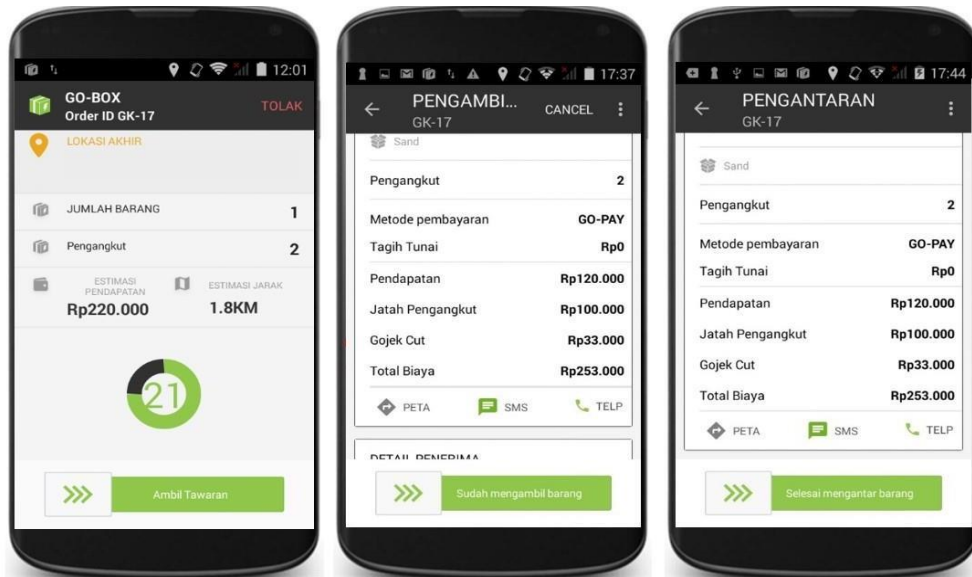 12:01
GO-BOX
Order ID GK-17
TOLAK
LOKASI AKHIR
JUMLAH BARANG 1
Pengangkut 2
ESTIMASI
PENDAPATAN
Rp220.000
ESTIMASI JARAK
1.8KM
21
Ambil Tawaran
17:37
PENGAMBI...
GK-17
CANCEL
Sand
Pengangkut 2
Metode pembayaran GO-PAY
Tagih Tunai Rp0
Pendapatan Rp120.000
Jatah Pengangkut Rp100.000
Gojek Cut Rp33.000
Total Biaya Rp253.000
PETA SMS TELP
DETAIL PENERIMA
Sudah mengambil barang
17:44
PENGANTARAN
GK-17
Sand
Pengangkut 2
Metode pembayaran GO-PAY
Tagih Tunai Rp0
Pendapatan Rp120.000
Jatah Pengangkut Rp100.000
Gojek Cut Rp33.000
Total Biaya Rp253.000
PETA SMS TELP
Selesai mengantar barang